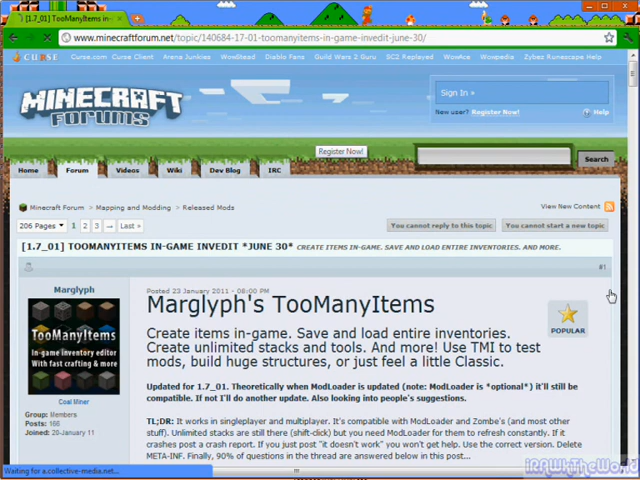 [1.7_01] TooManyItems in-
www.minecraftforum.net/topic/140684-17-01-toomanyitems-in-game-invedit-june-30/
CURSE Curse.com Curse Client Arena Junkies WowStead Diablo Fans Guild Wars 2 Guru SC2 Replayed WowAce Wowpedia Zybez Runescape Help
MINECRAFT
FORUMS
Sign In »
New user? Register Now!
Help
Register Now!
Search
Home Forum Videos Wiki Dev Blog IRC
Minecraft Forum Mapping and Modding Released Mods
View New Content
206 Pages 1 2 3 → Last »
You cannot reply to this topic
You cannot start a new topic
[1.7_01] TOOMANYITEMS IN-GAME INVEDIT *JUNE 30* CREATE ITEMS IN-GAME. SAVE AND LOAD ENTIRE INVENTORIES. AND MORE.
#1
Marglyph
TooManyItems
In-game inventory editor
With fast crafting & more
Coal Miner
Group: Members
Posts: 166
Joined: 20-January 11
Posted 23 January 2011 - 08:00 PM
Marglyph's TooManyItems
POPULAR
Create items in-game. Save and load entire inventories.
Create unlimited stacks and tools. And more! Use TMI to test
mods, build huge structures, or just feel a little Classic.
Updated for 1.7_01. Theoretically when ModLoader is updated (note: ModLoader is *optional*) it'll still be
compatible. If not I'll do another update. Also looking into people's suggestions.
TL;DR: It works in singleplayer and multiplayer. It's compatible with ModLoader and Zombe's (and most other
stuff). Unlimited stacks are still there (shift-click) but you need ModLoader for them to refresh constantly. If it
crashes post a crash report. If you just post "it doesn't work" you won't get help. Use the correct version. Delete
META-INF. Finally, 90% of questions in the thread are answered below in this post...
Waiting for a.collective-media.net...
iRAWkTheWorld